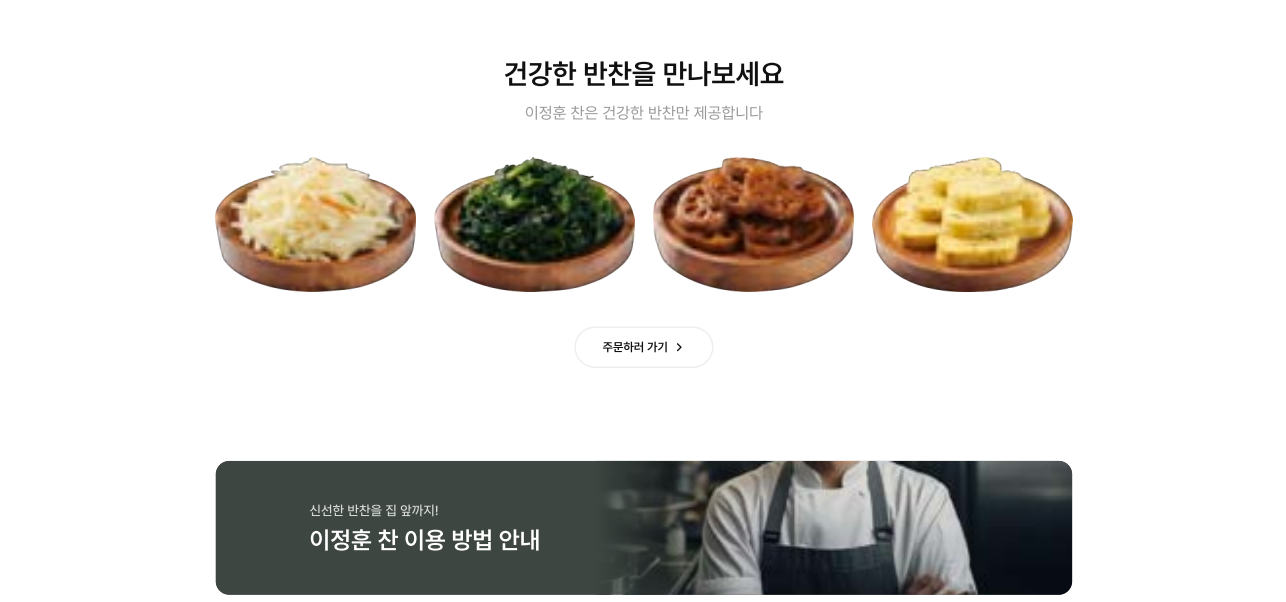 건강한 반찬을 만나보세요
이정훈 찬은 건강한 반찬만 제공합니다
주문하러 가기
신선한 반찬을 집 앞까지!
이정훈 찬 이용 방법 안내